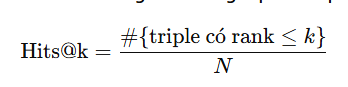 Hits@k = #{triple có rank ≤ k} / N